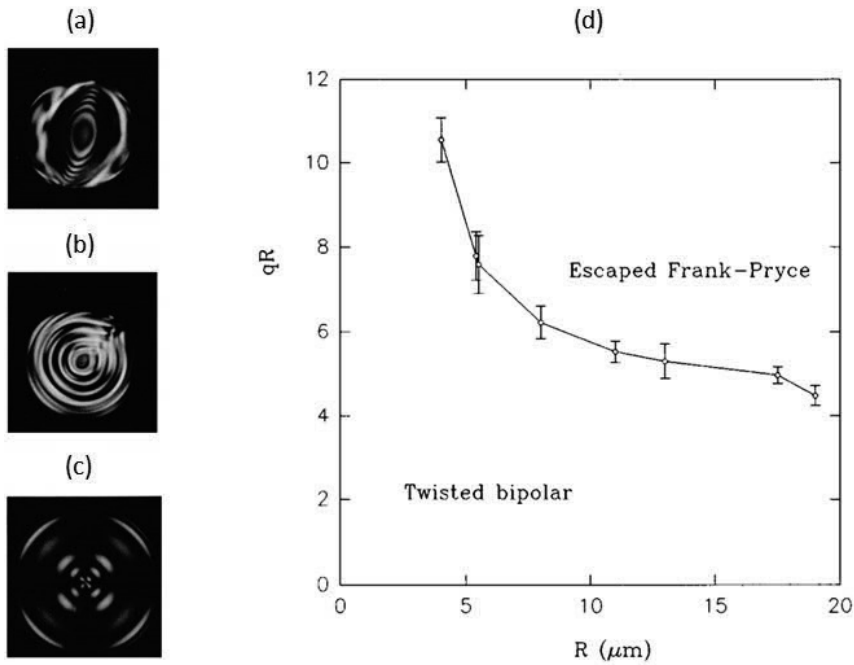 (a)
(b)
(c)
(d)
12
10
8
6
4
2
0
qR
Escaped Frank-Pryce
Twisted bipolar
0
5
10
15
20
R (μm)